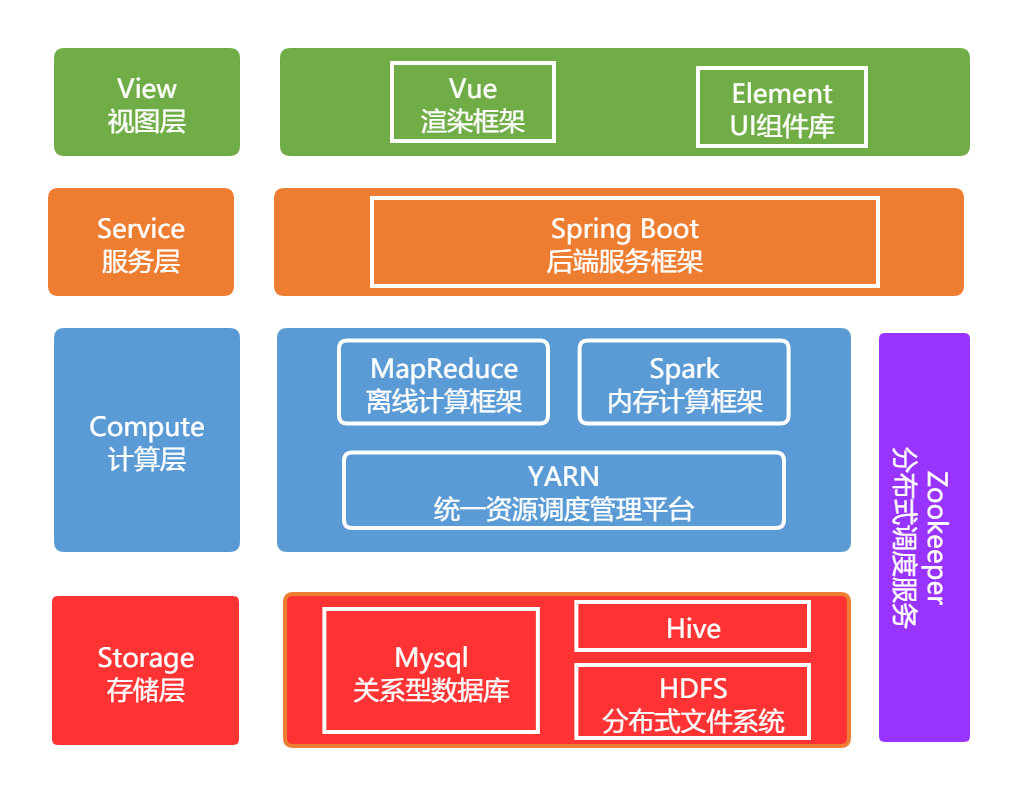 View
视图层
Vue
渲染框架
Element
UI组件库
Service
服务层
Spring Boot
后端服务框架
Compute
计算层
MapReduce
离线计算框架
Spark
内存计算框架
YARN
统一资源调度管理平台
Zookeeper
分布式调度服务
Storage
存储层
Mysql
关系型数据库
Hive
HDFS
分布式文件系统